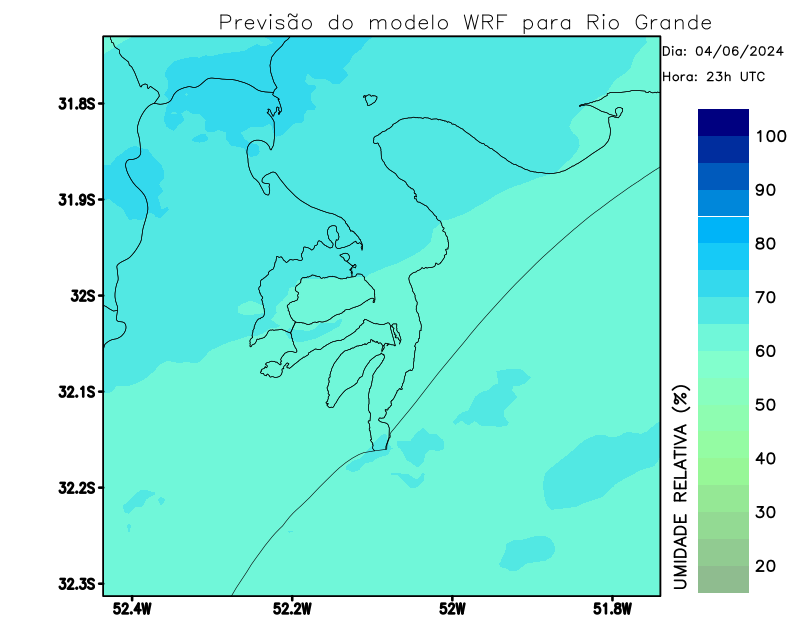 Previsão do modelo WRF para Rio Grande
Dia: 04/06/2024
Hora: 23h UTC
31.8S
31.9S
32S
32.1S
32.2S
32.3S
52.4W
52.2W
52W
51.8W
UMIDADE RELATIVA (%)
100
90
80
70
60
50
40
30
20